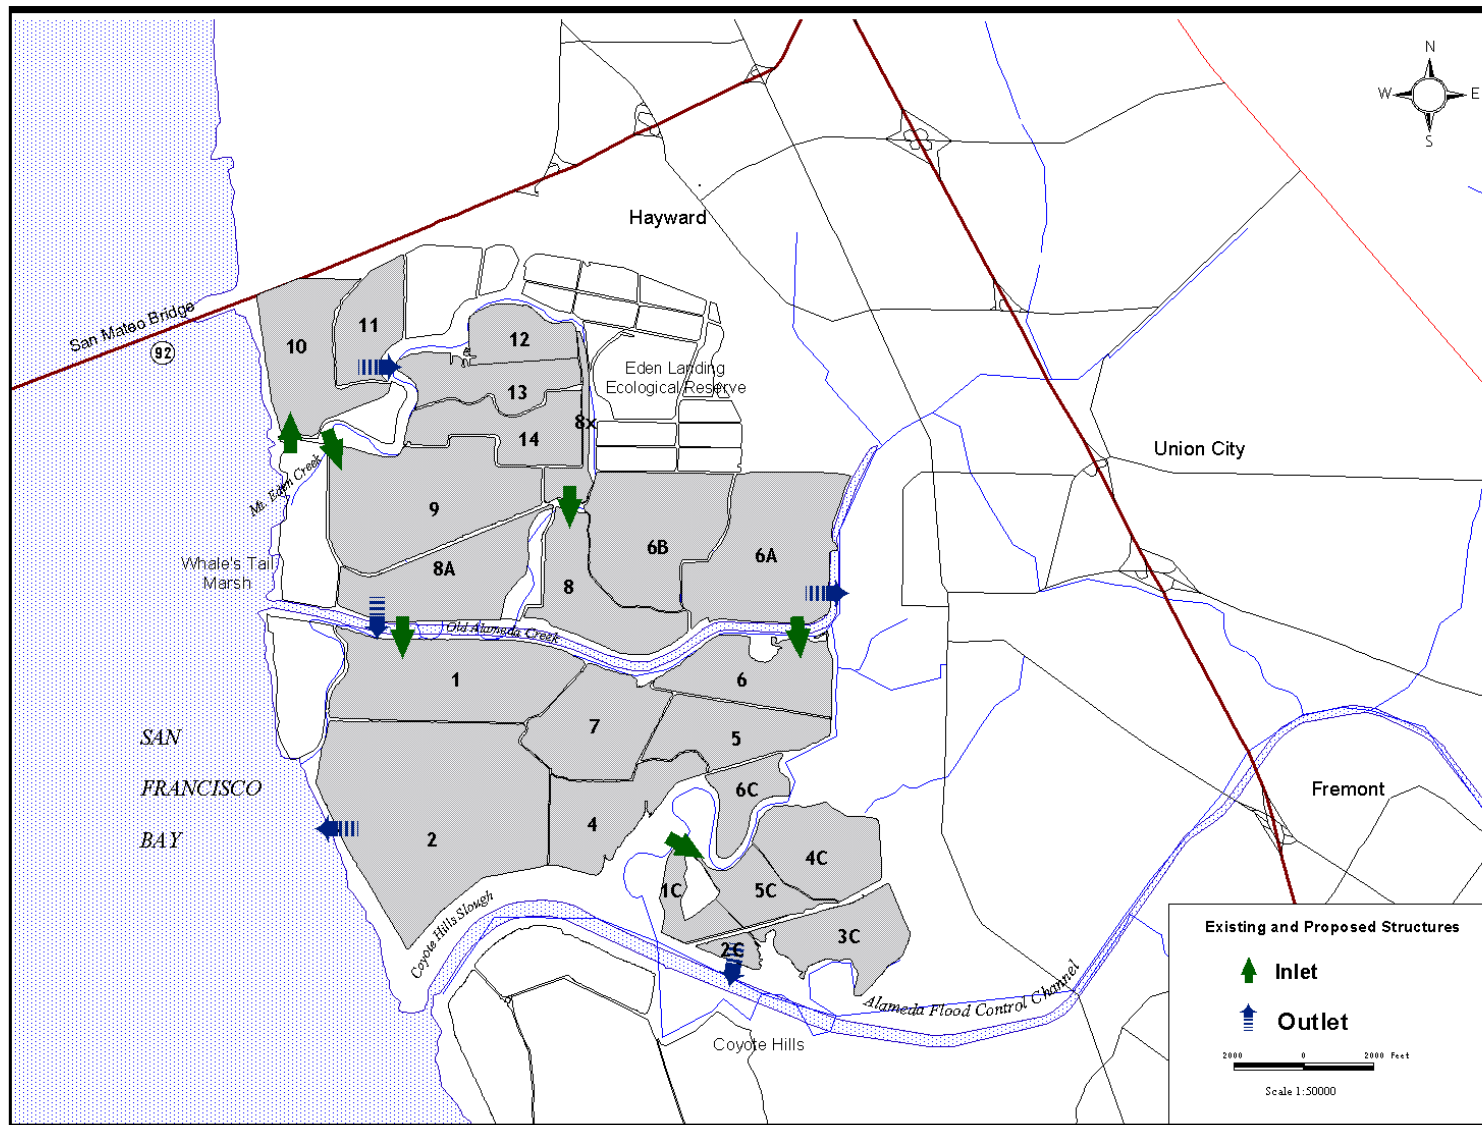 N
W E
S
Hayward
San Mateo Bridge
92
11
10
12
Eden Landing
Ecological Reserve
13
8x
14
Union City
Mt. Eden Creek
9
6B
6A
Whale's Tail
Marsh
8A
8
Old Alameda Creek
1
6
7
5
SAN
FRANCISCO
BAY
6C
Fremont
2
4
4C
1C
5C
Coyote Hills Slough
2C
3C
Alameda Flood Control Channel
Coyote Hills
Existing and Proposed Structures
Inlet
Outlet
2000 0 2000 Feet
Scale 1:50000